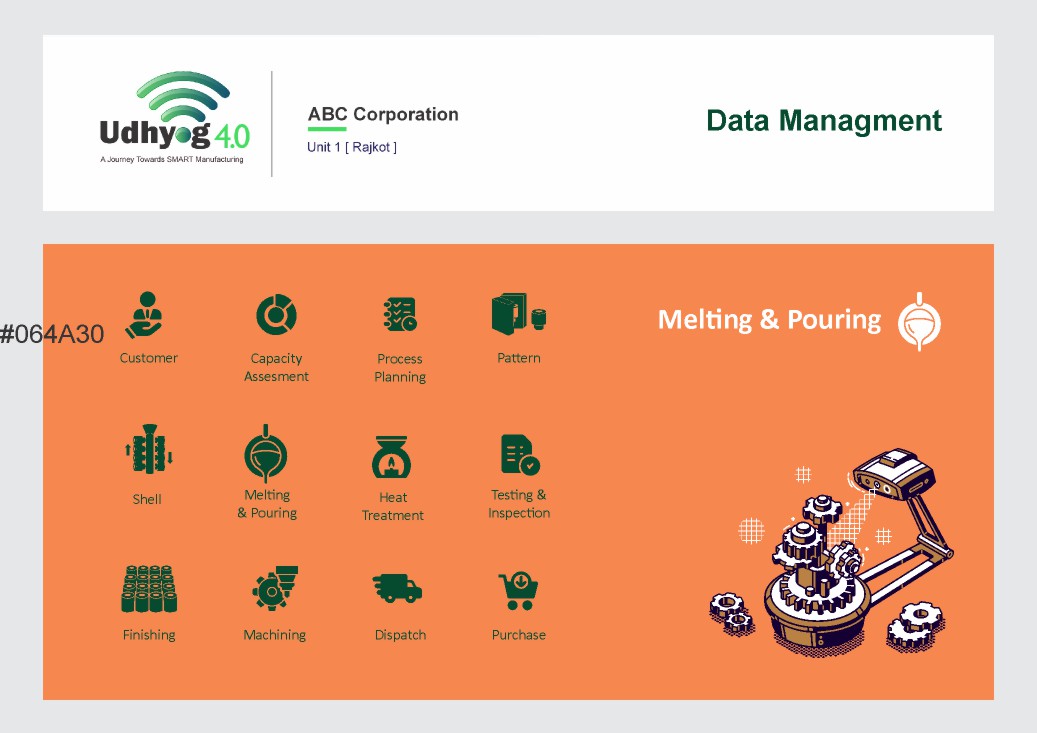 Udhyog 4.0
A Journey Towards SMART Manufacturing
ABC Corporation
Unit 1 [ Rajkot ]
Data Managment
#064A30
Customer
Capacity
Assesment
Process
Planning
Pattern
Melting & Pouring
Shell
Melting
& Pouring
Heat
Treatment
Testing &
Inspection
Finishing
Machining
Dispatch
Purchase